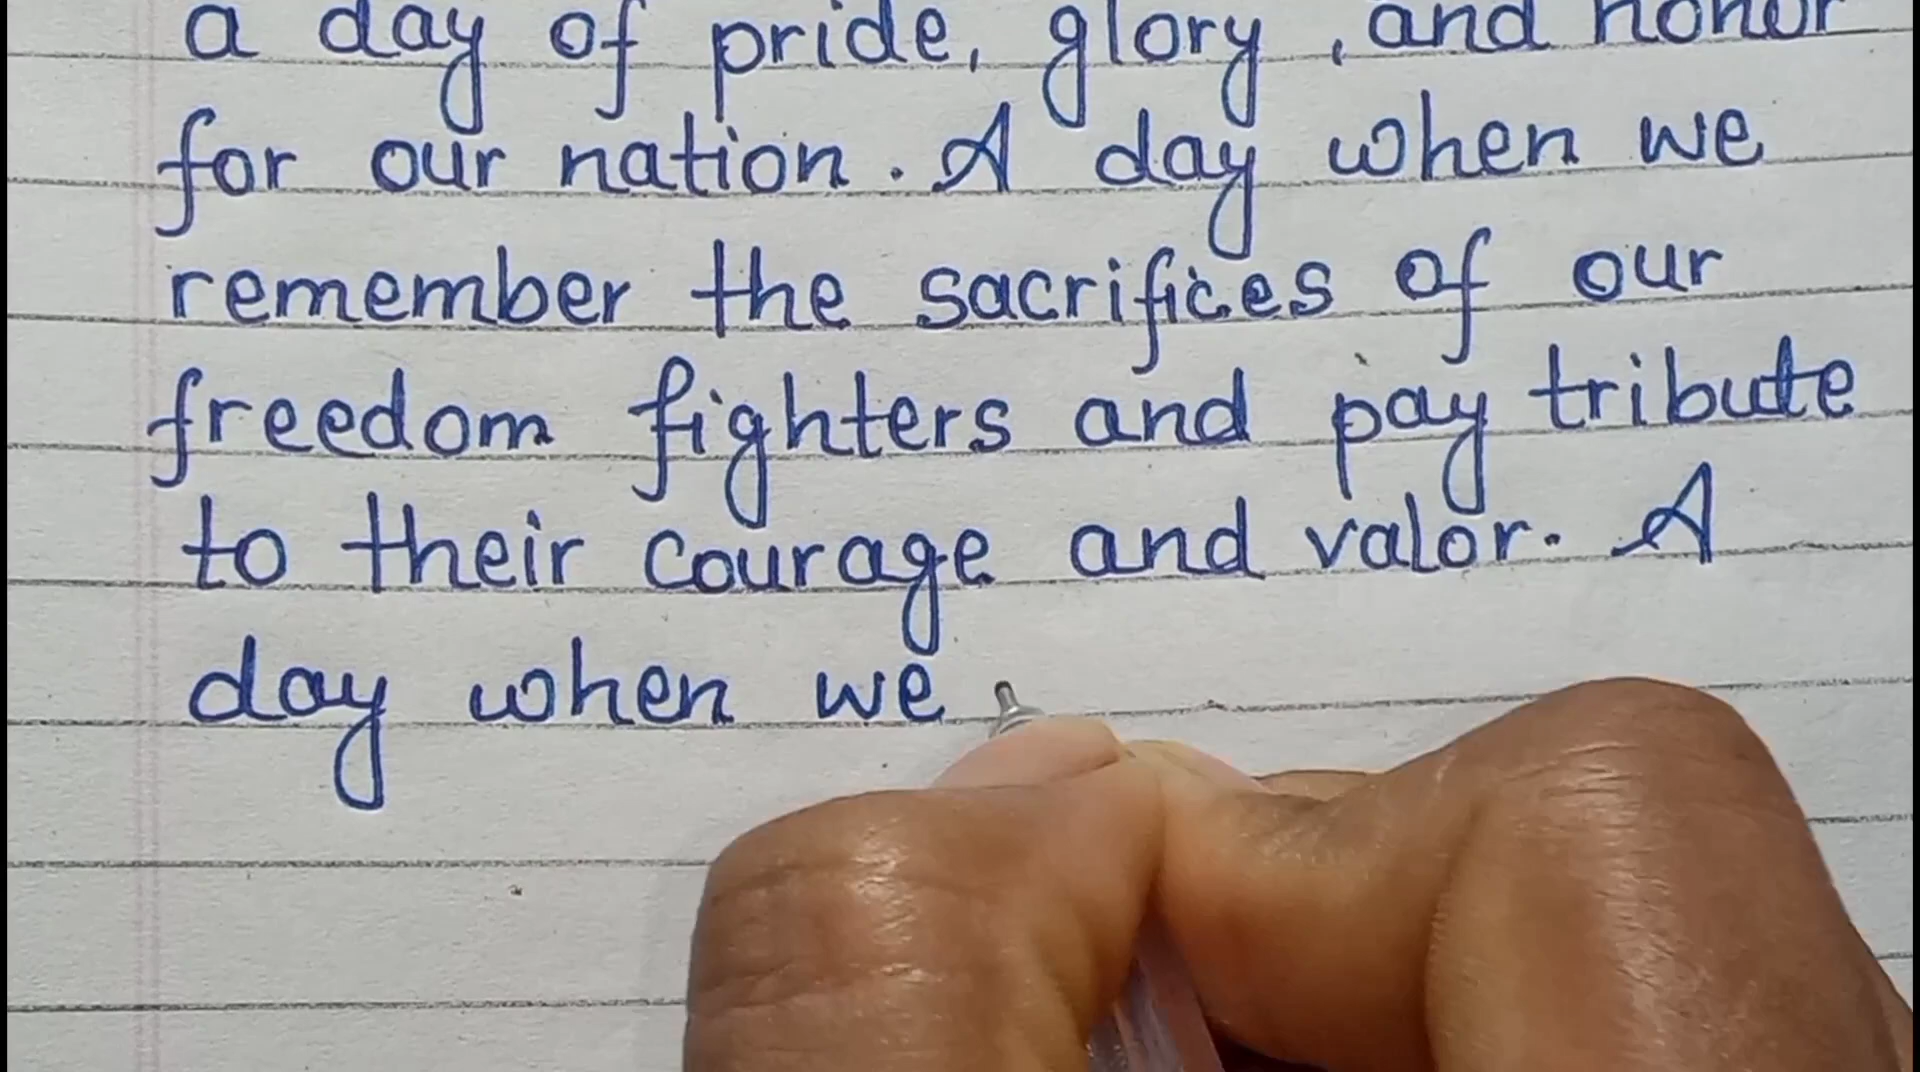 a day of pride, glory, and honor
for our nation. A day when we
remember the sacrifices of our
freedom fighters and pay tribute
to their courage and valor. A
day when we